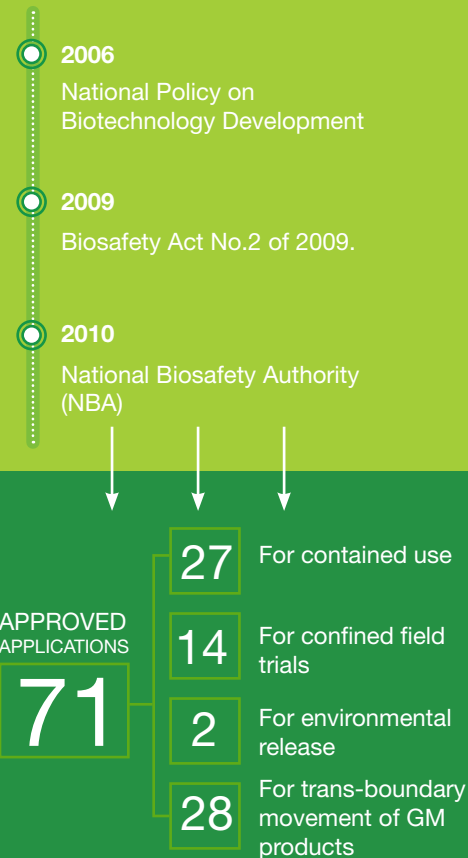 2006
National Policy on
Biotechnology Development
2009
Biosafety Act No.2 of 2009.
2010
National Biosafety Authority
(NBA)
APPROVED
APPLICATIONS
71
27
For contained use
14
For confined field
trials
2
For environmental
release
28
For trans-boundary
movement of GM
products